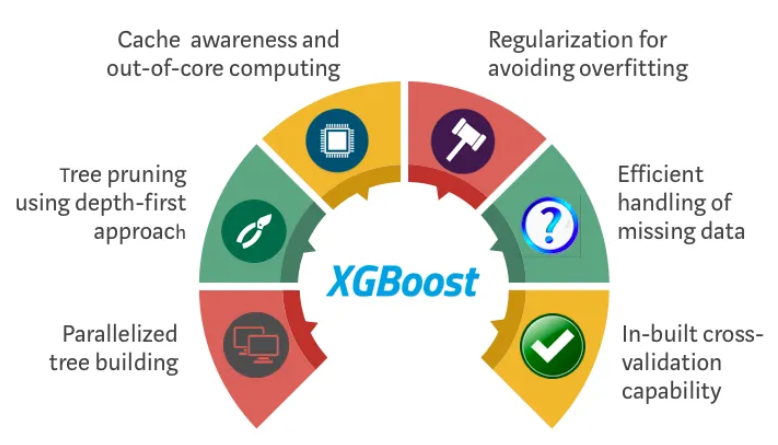 Cache awareness and
out-of-core computing
Regularization for
avoiding overfitting
Tree pruning
using depth-first
approach
Efficient
handling of
missing data
XGBoost
Parallelized
tree building
In-built cross-
validation
capability